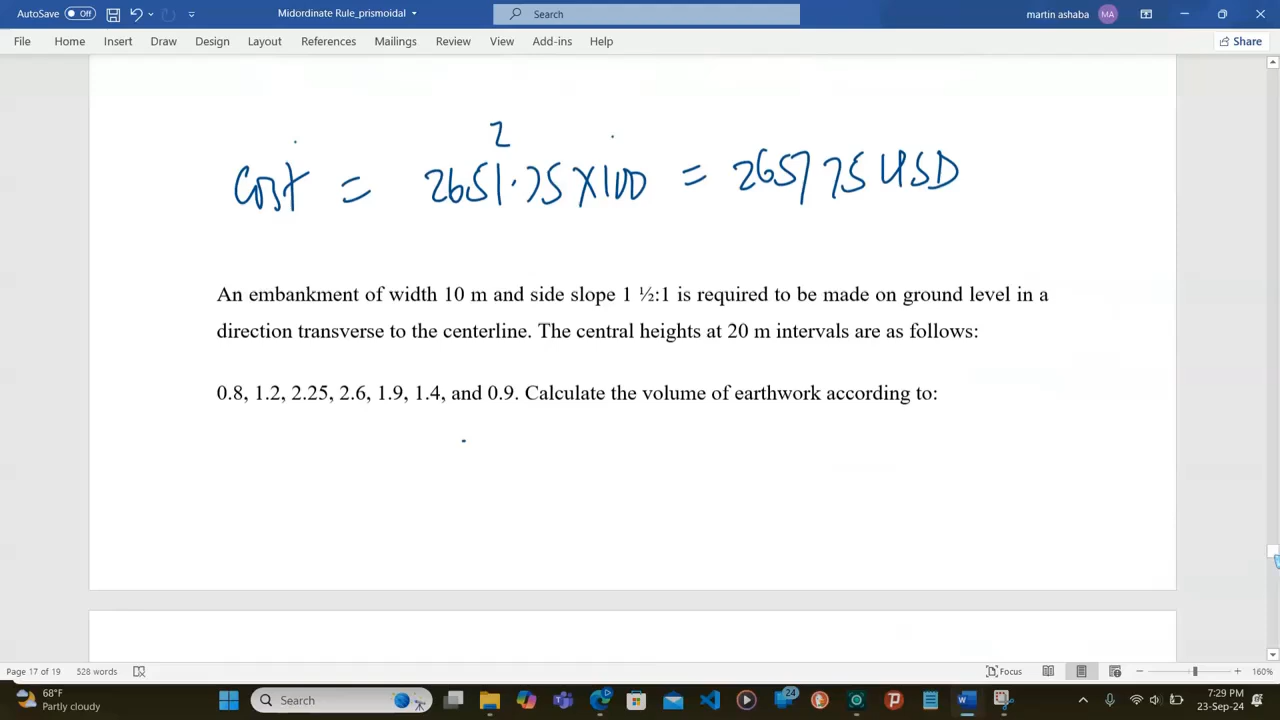 AutoSave Off Midordinate Rule_prismoidal Search martin ashaba MA
File Home Insert Draw Design Layout References Mailings Review View Add-ins Help Share
2
Cost = 2651.75 X 100 = 265175 USD
An embankment of width 10 m and side slope 1 ½:1 is required to be made on ground level in a
direction transverse to the centerline. The central heights at 20 m intervals are as follows:
0.8, 1.2, 2.25, 2.6, 1.9, 1.4, and 0.9. Calculate the volume of earthwork according to:
Page 17 of 19 528 words Focus 160%
68°F
Partly cloudy
Search
24
7:29 PM
23-Sep-24